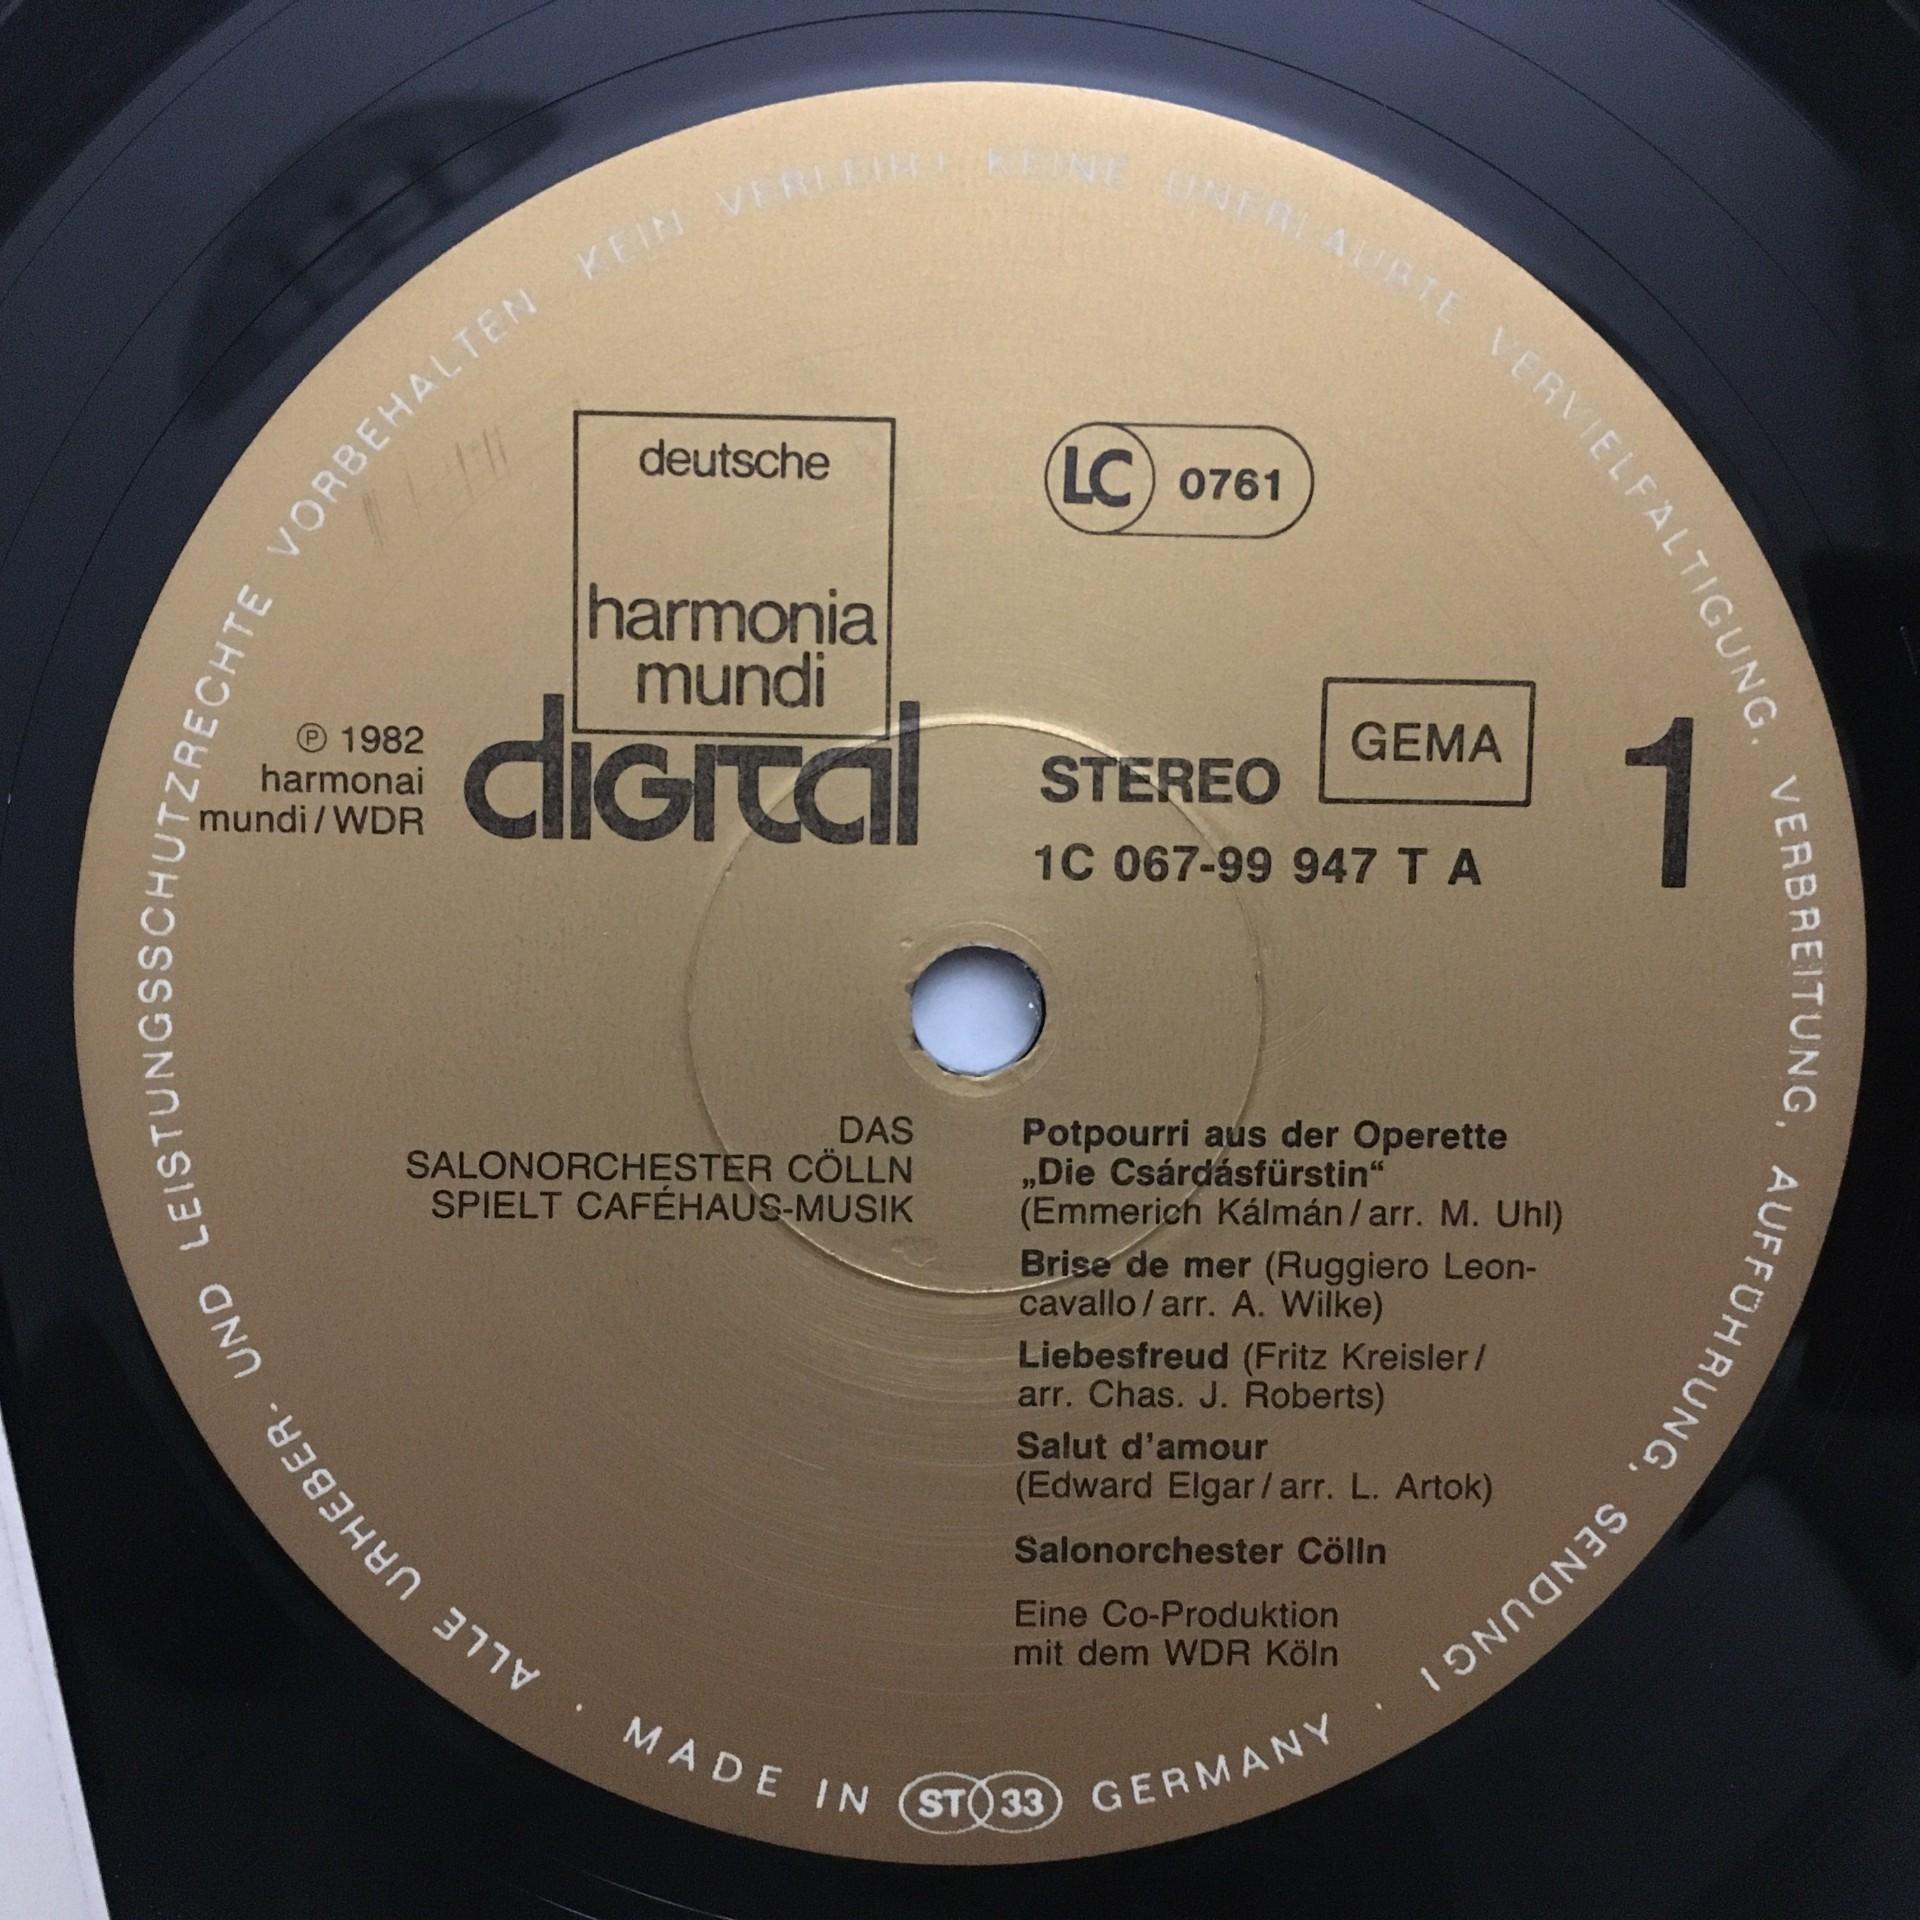 deutsche
harmonia
mundi
digital
LC 0761
℗ 1982
harmonai
mundi / WDR
STEREO
GEMA
1
1C 067-99 947 T A
DAS
SALONORCHESTER CÖLLN
SPIELT CAFÉHAUS-MUSIK
Potpourri aus der Operette
„Die Csárdásfürstin“
(Emmerich Kálmán / arr. M. Uhl)
Brise de mer (Ruggiero Leon-
cavallo / arr. A. Wilke)
Liebesfreud (Fritz Kreisler /
arr. Chas. J. Roberts)
Salut d'amour
(Edward Elgar / arr. L. Artok)
Salonorchester Cölln
Eine Co-Produktion
mit dem WDR Köln
ALLE URHEBER- UND LEISTUNGSSCHUTZRECHTE VORBEHALTEN KEIN VERLEIH! KEINE UNERLAUBTE VERVIELFÄLTIGUNG, VERBREITUNG, AUFFÜHRUNG, SENDUNG!
· MADE IN ST 33 GERMANY ·